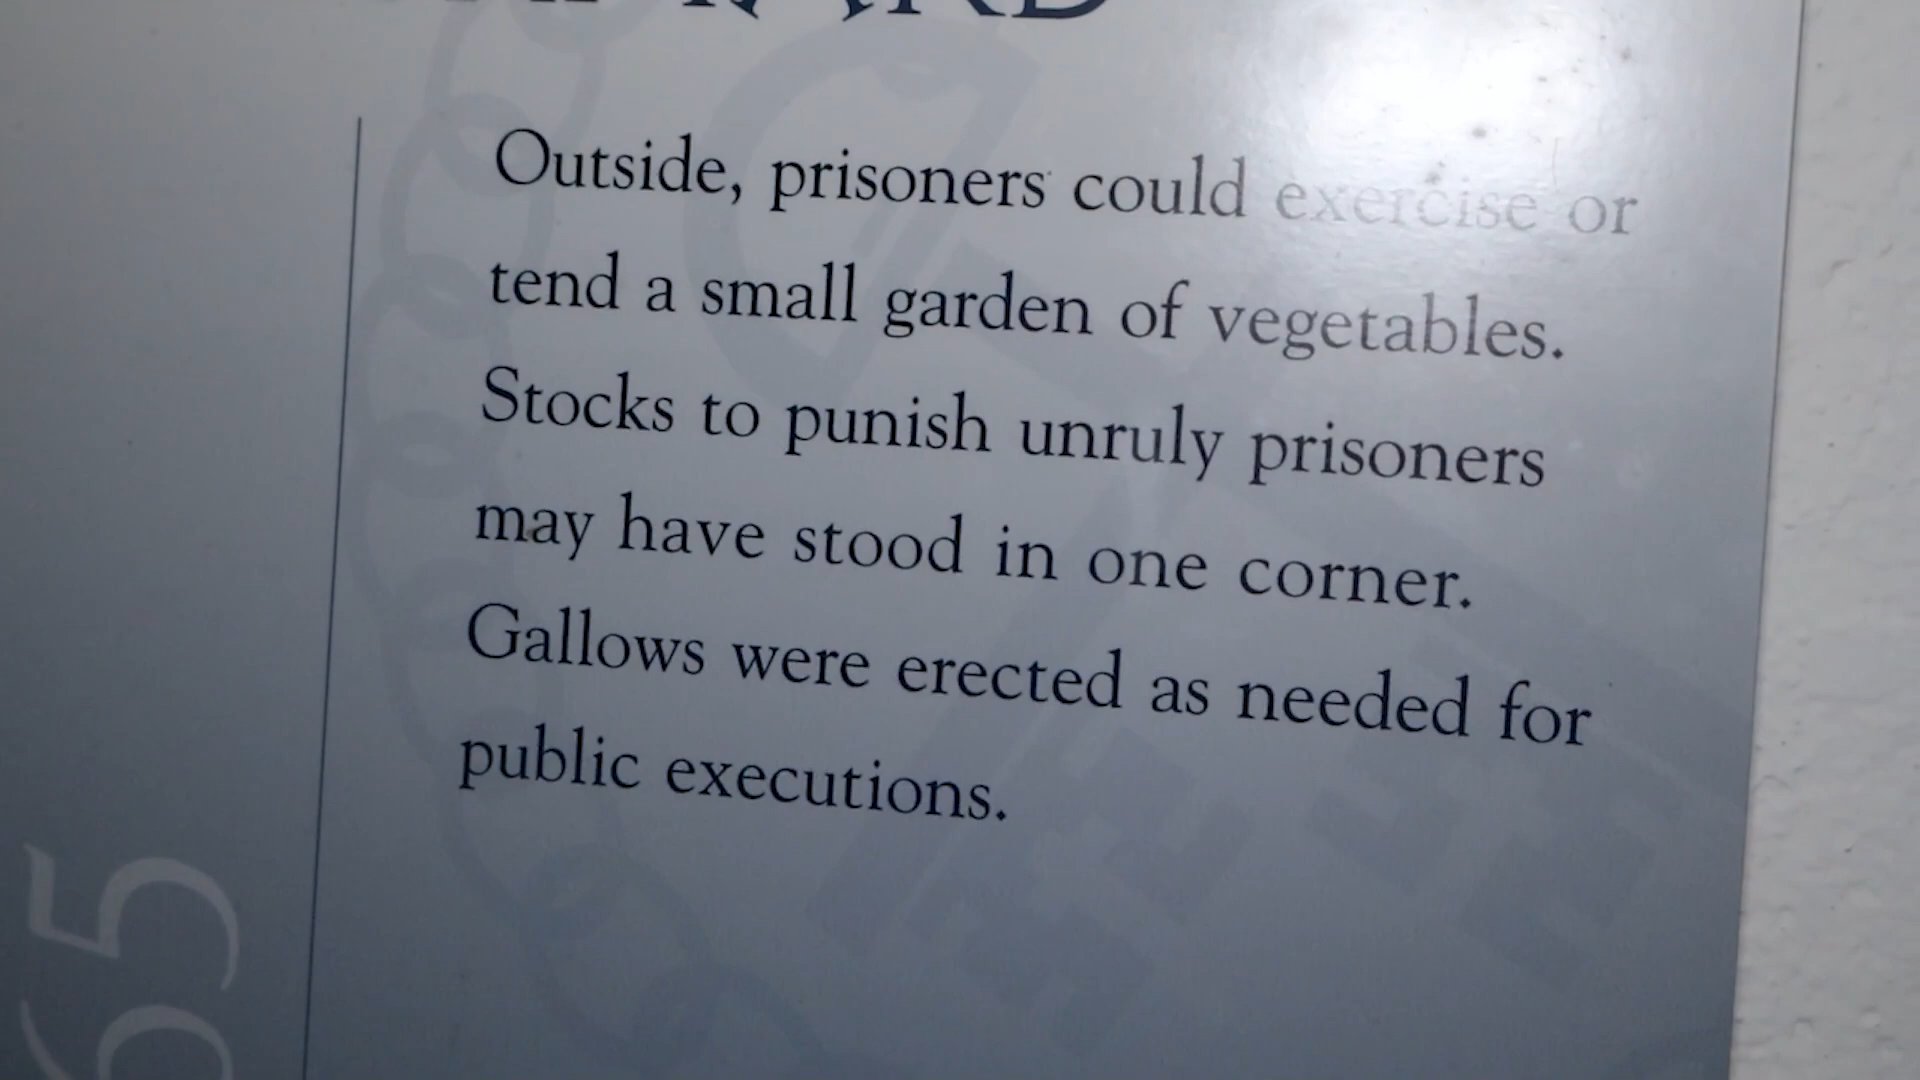 Outside, prisoners could exercise or
tend a small garden of vegetables.
Stocks to punish unruly prisoners
may have stood in one corner.
Gallows were erected as needed for
public executions.
65